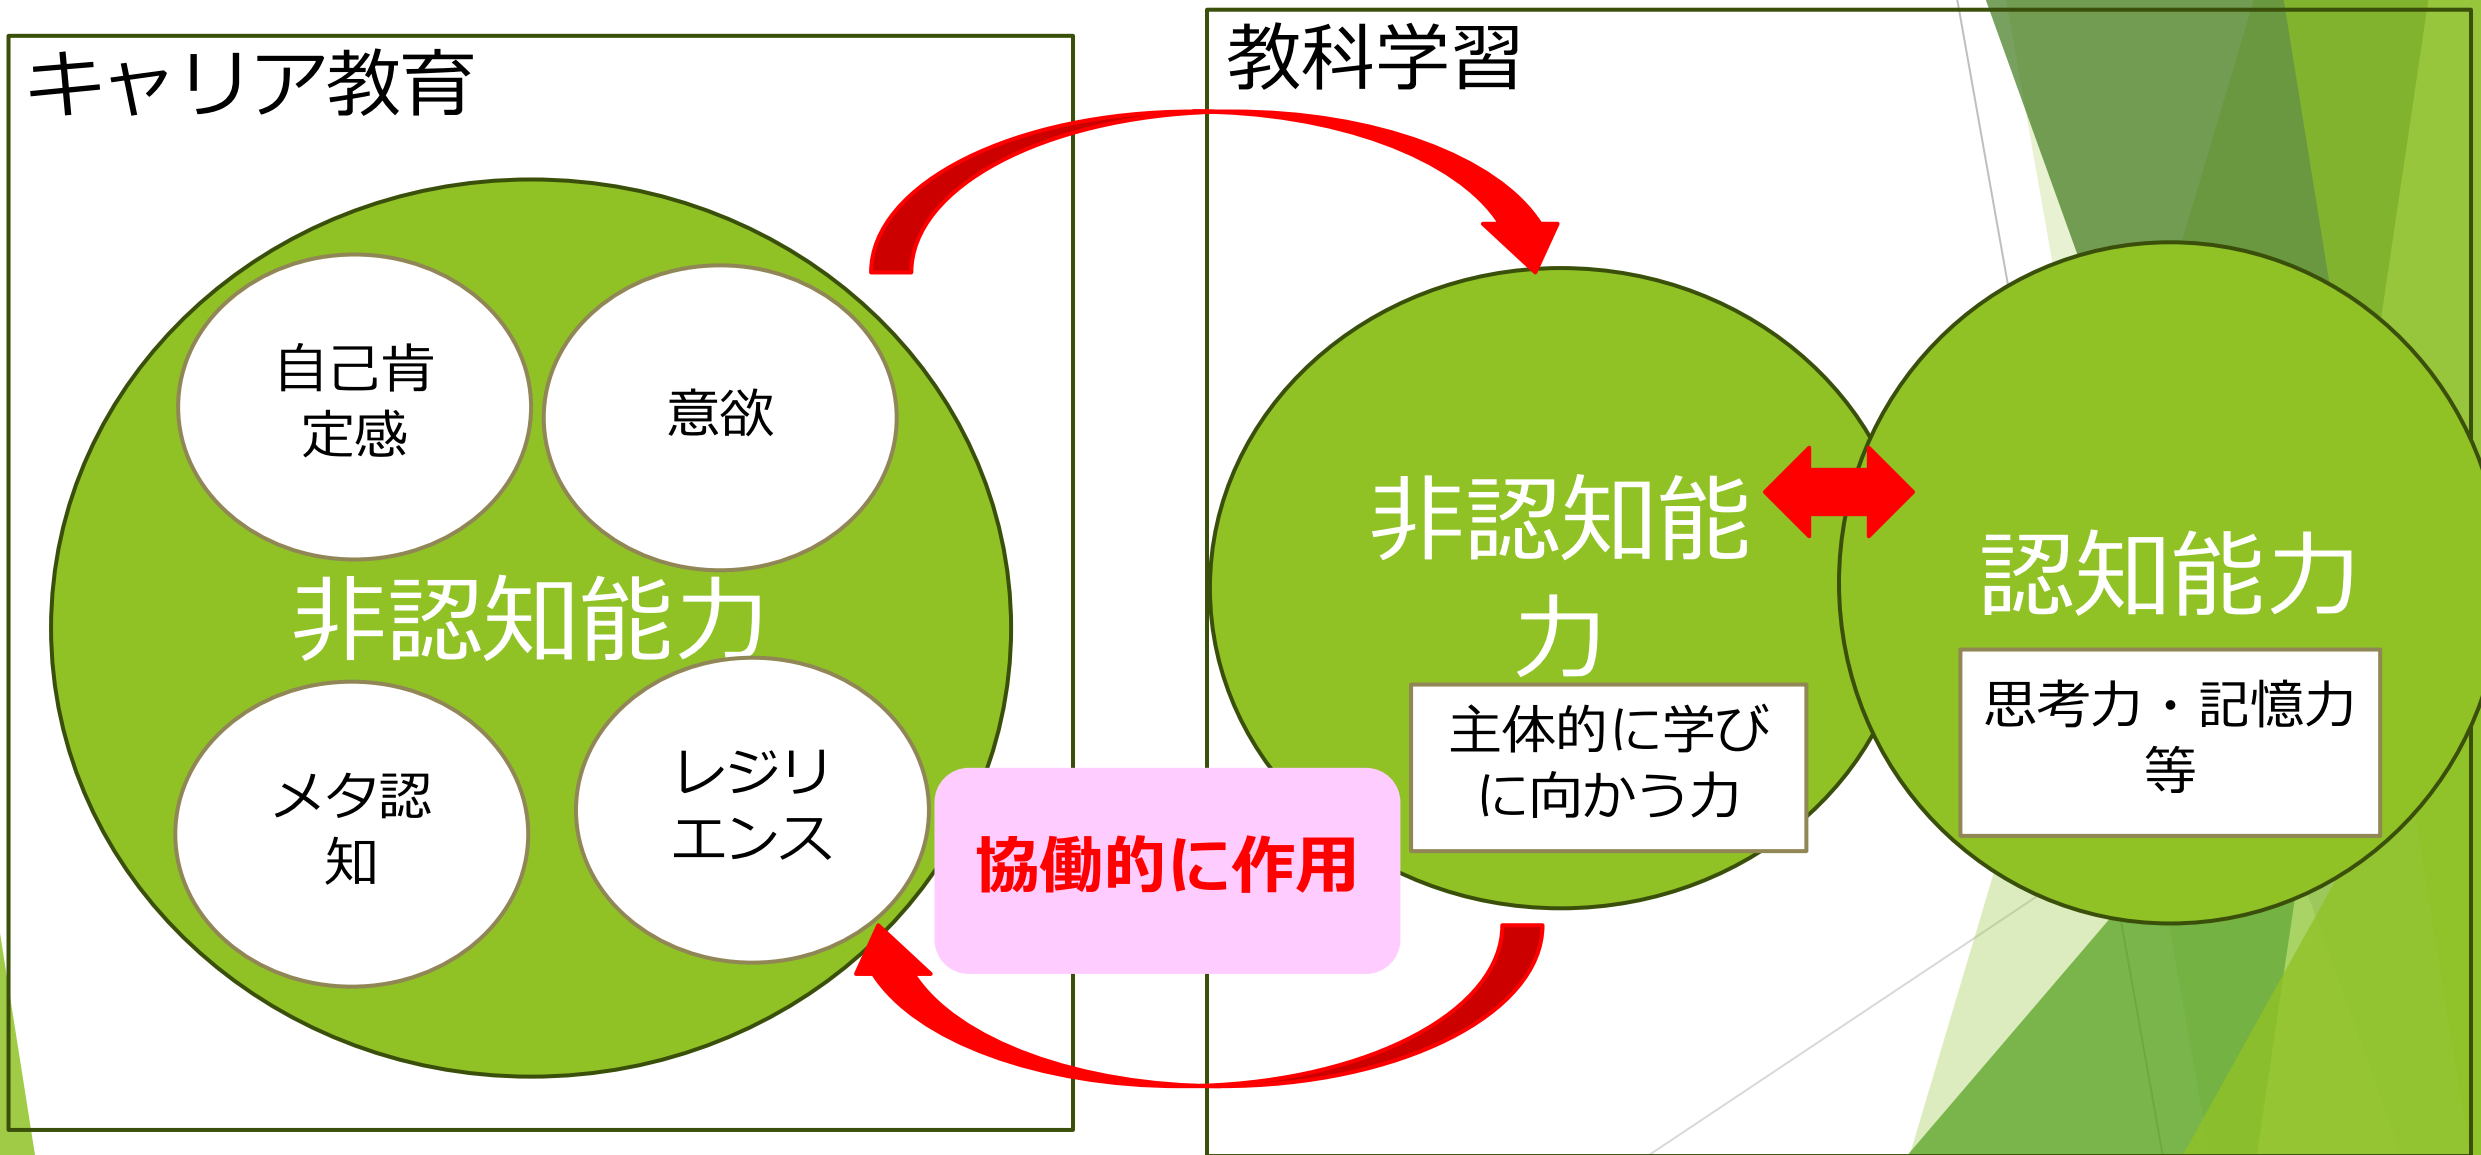 キャリア教育
自己肯
定感
意欲
非認知能力
メタ認
知
レジリ
エンス
協働的に作用
教科学習
非認知能
力
主体的に学び
に向かう力
認知能力
思考力・記憶力
等